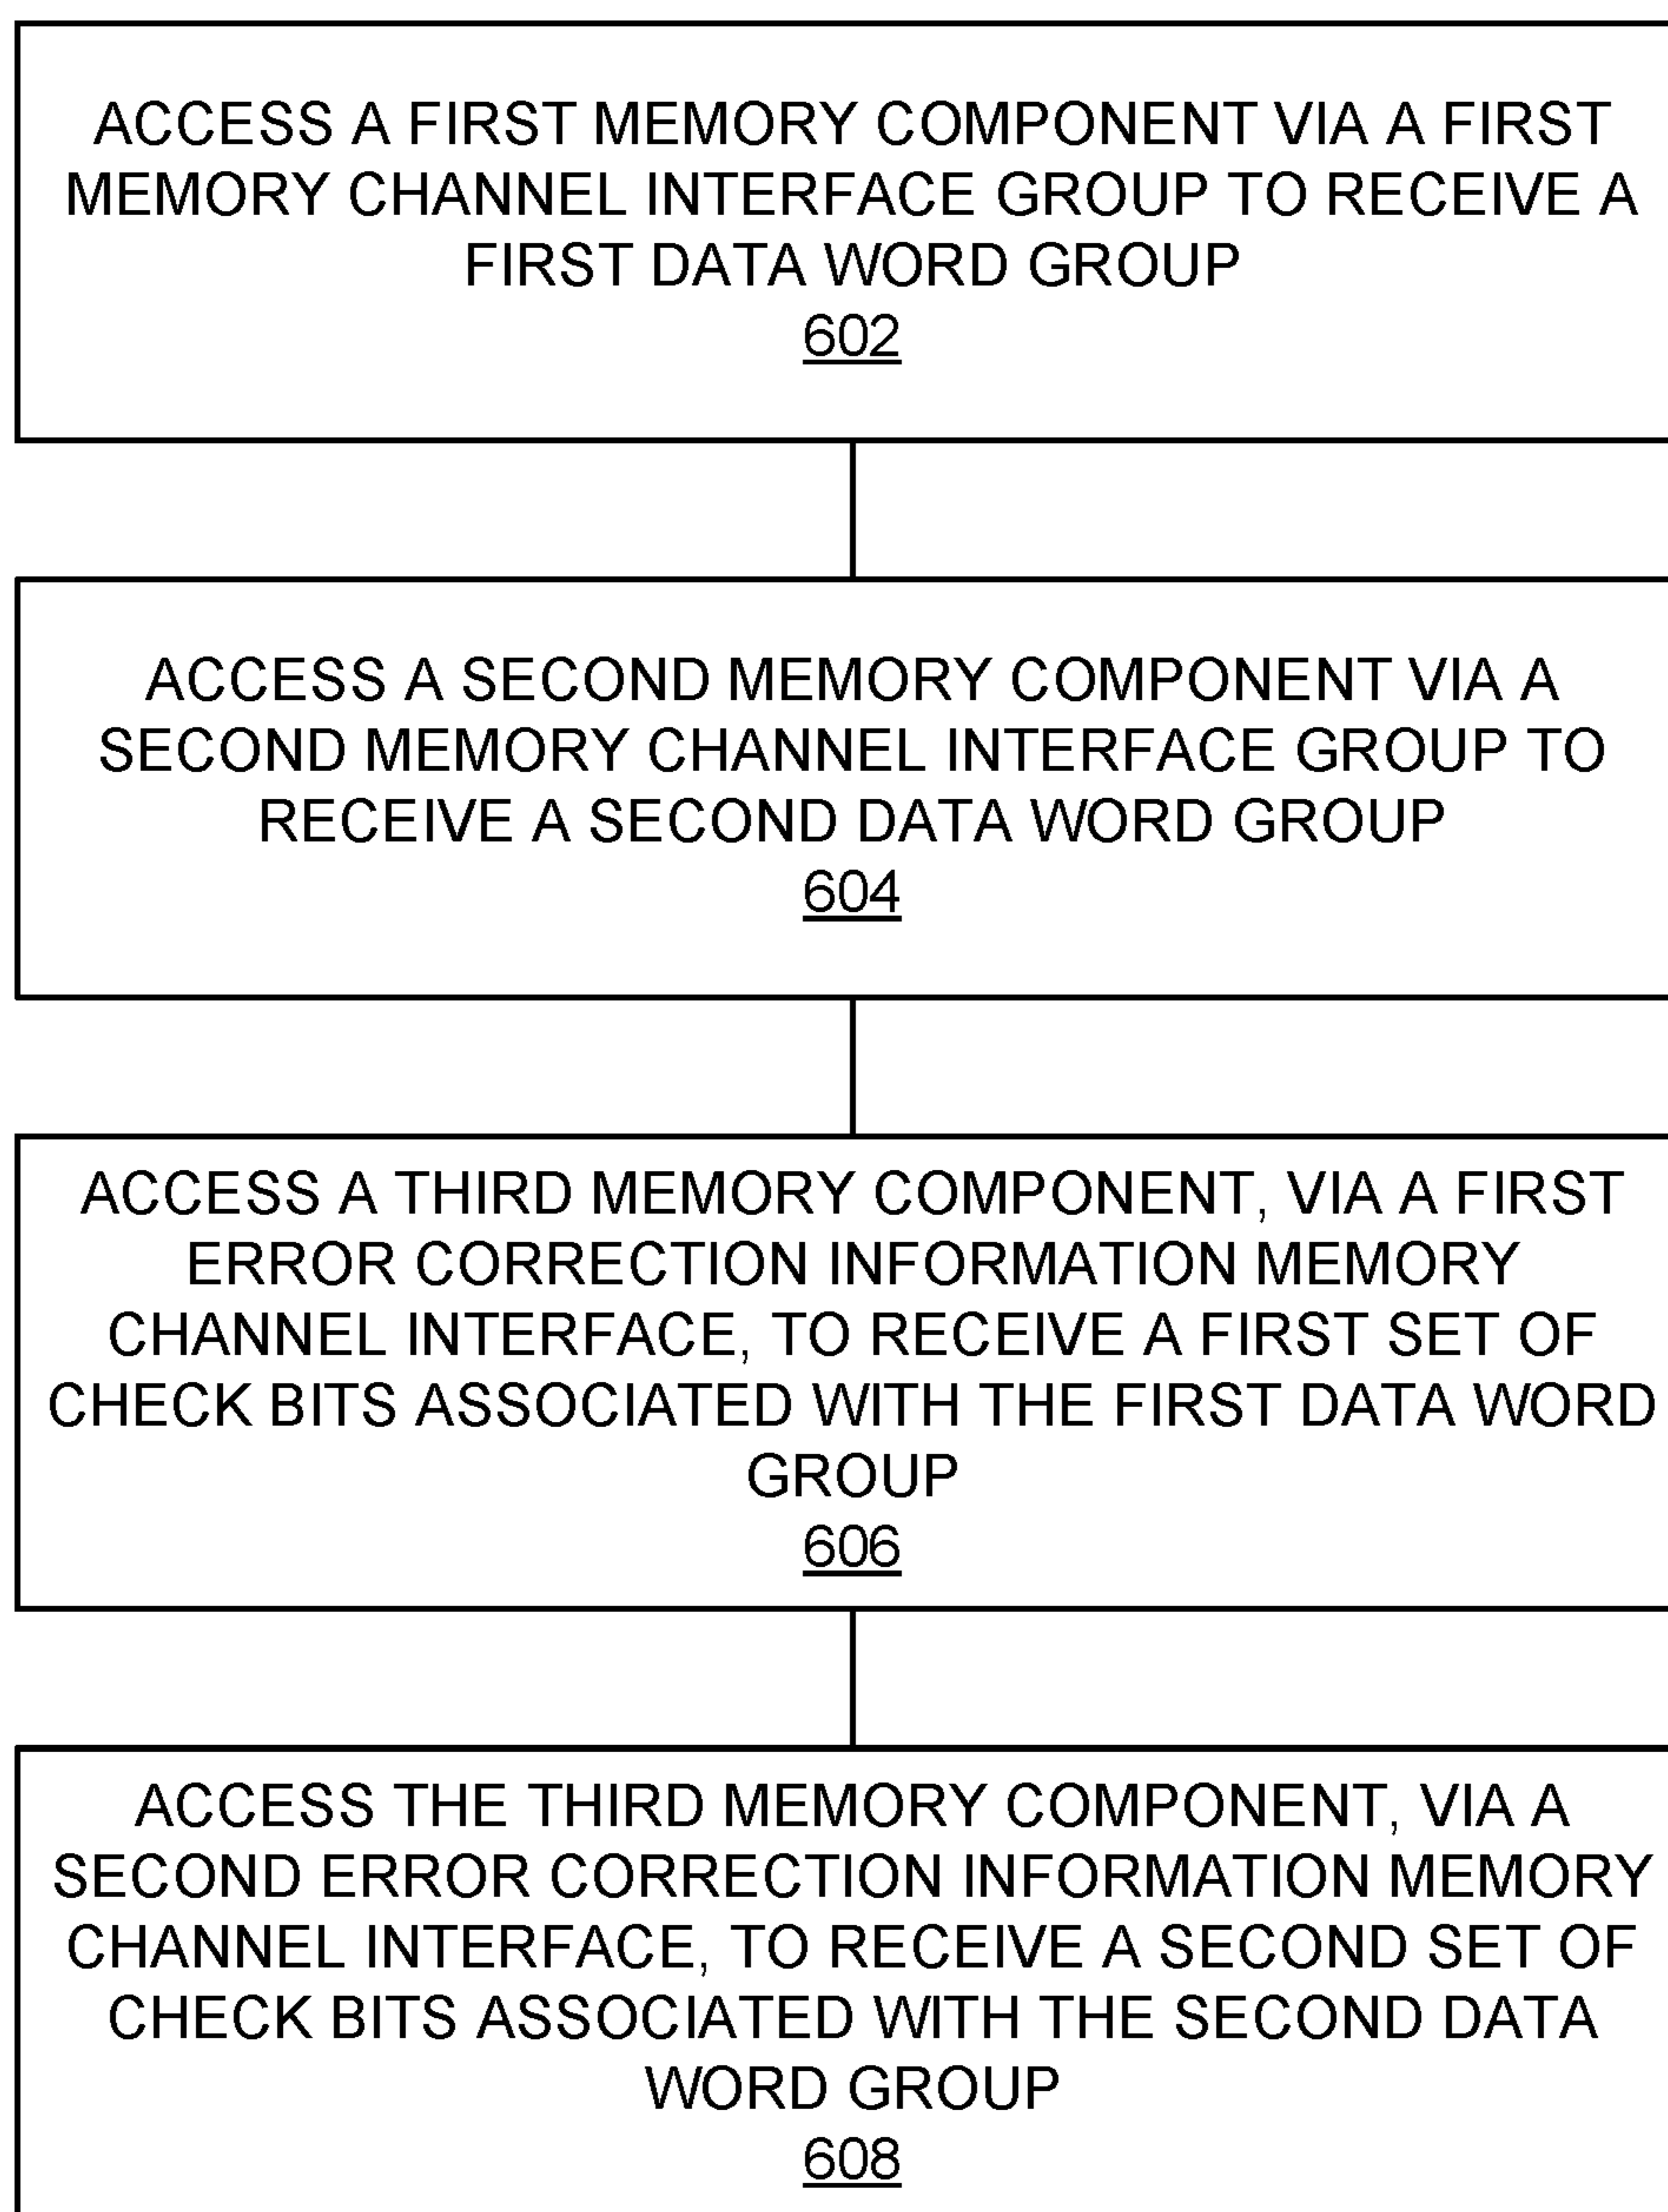 ACCESS A FIRST MEMORY COMPONENT VIA A FIRST
MEMORY CHANNEL INTERFACE GROUP TO RECEIVE A
FIRST DATA WORD GROUP
602
ACCESS A SECOND MEMORY COMPONENT VIA A
SECOND MEMORY CHANNEL INTERFACE GROUP TO
RECEIVE A SECOND DATA WORD GROUP
604
ACCESS A THIRD MEMORY COMPONENT, VIA A FIRST
ERROR CORRECTION INFORMATION MEMORY
CHANNEL INTERFACE, TO RECEIVE A FIRST SET OF
CHECK BITS ASSOCIATED WITH THE FIRST DATA WORD
GROUP
606
ACCESS THE THIRD MEMORY COMPONENT, VIA A
SECOND ERROR CORRECTION INFORMATION MEMORY
CHANNEL INTERFACE, TO RECEIVE A SECOND SET OF
CHECK BITS ASSOCIATED WITH THE SECOND DATA
WORD GROUP
608